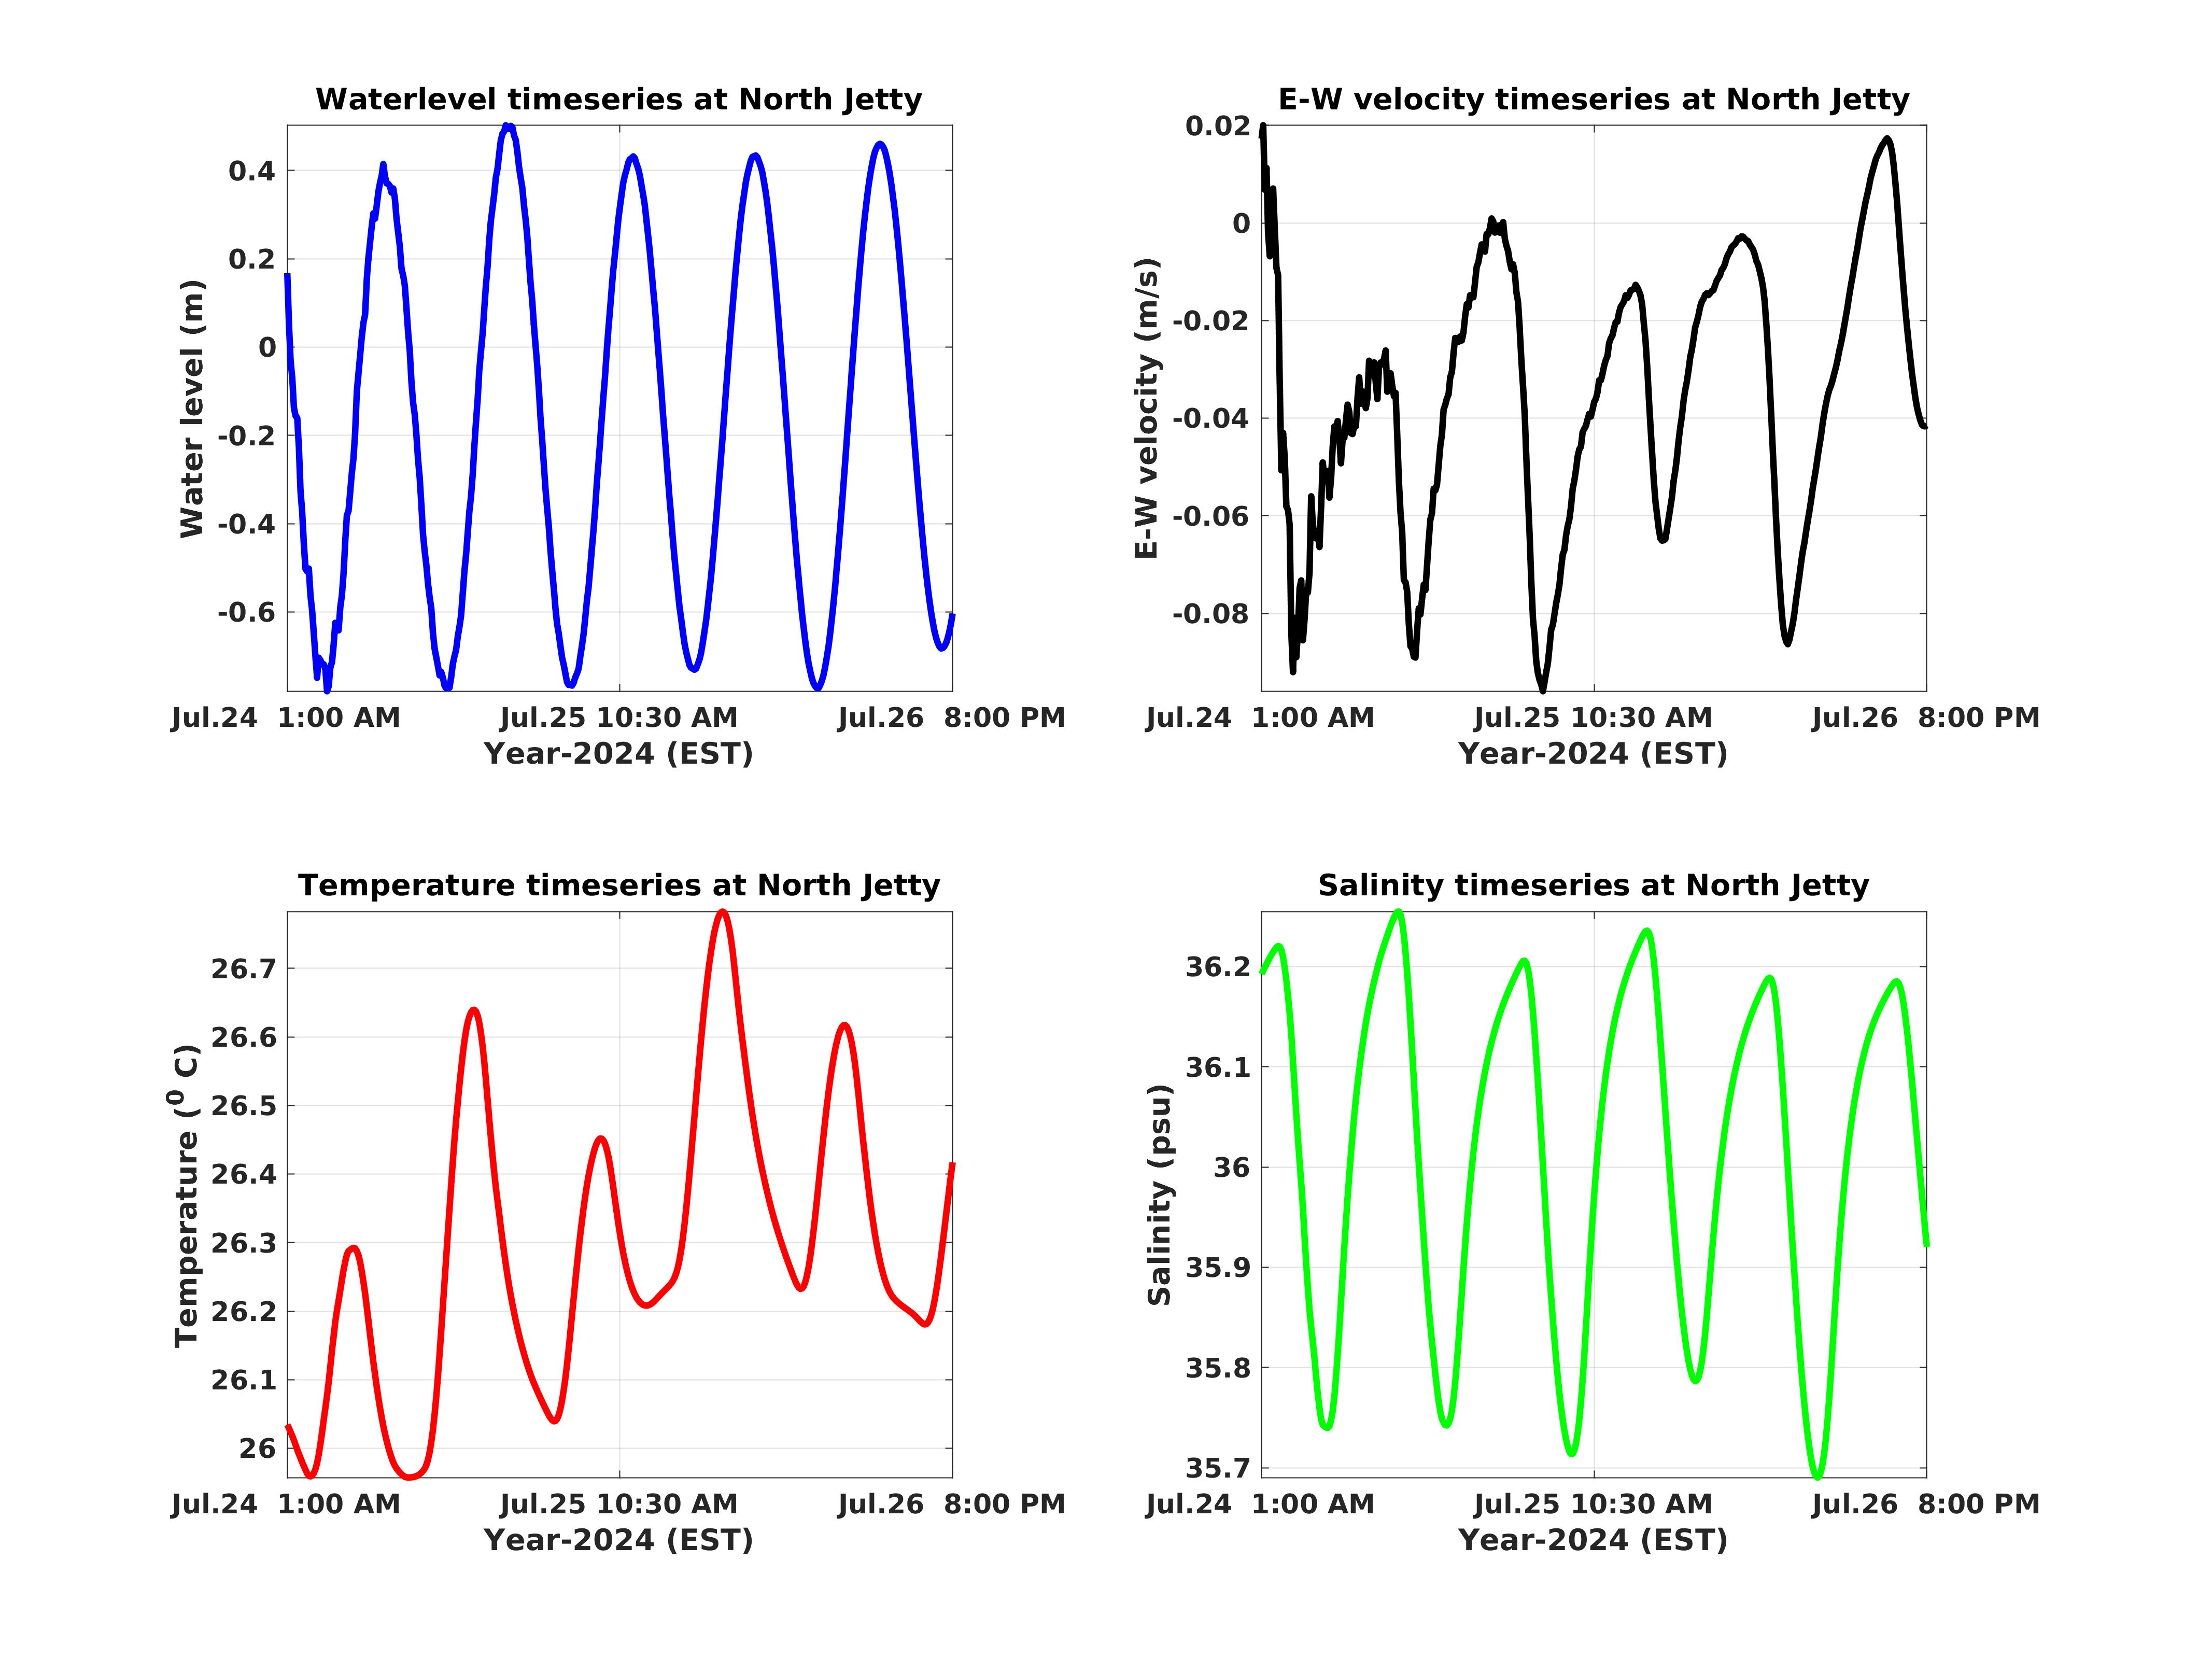 Waterlevel timeseries at North Jetty
Water level (m)
0.4
0.2
0
-0.2
-0.4
-0.6
Jul.24 1:00 AM
Jul.25 10:30 AM
Jul.26 8:00 PM
Year-2024 (EST)
E-W velocity timeseries at North Jetty
E-W velocity (m/s)
0.02
0
-0.02
-0.04
-0.06
-0.08
Jul.24 1:00 AM
Jul.25 10:30 AM
Jul.26 8:00 PM
Year-2024 (EST)
Temperature timeseries at North Jetty
Temperature (⁰ C)
26.7
26.6
26.5
26.4
26.3
26.2
26.1
26
Jul.24 1:00 AM
Jul.25 10:30 AM
Jul.26 8:00 PM
Year-2024 (EST)
Salinity timeseries at North Jetty
Salinity (psu)
36.2
36.1
36
35.9
35.8
35.7
Jul.24 1:00 AM
Jul.25 10:30 AM
Jul.26 8:00 PM
Year-2024 (EST)